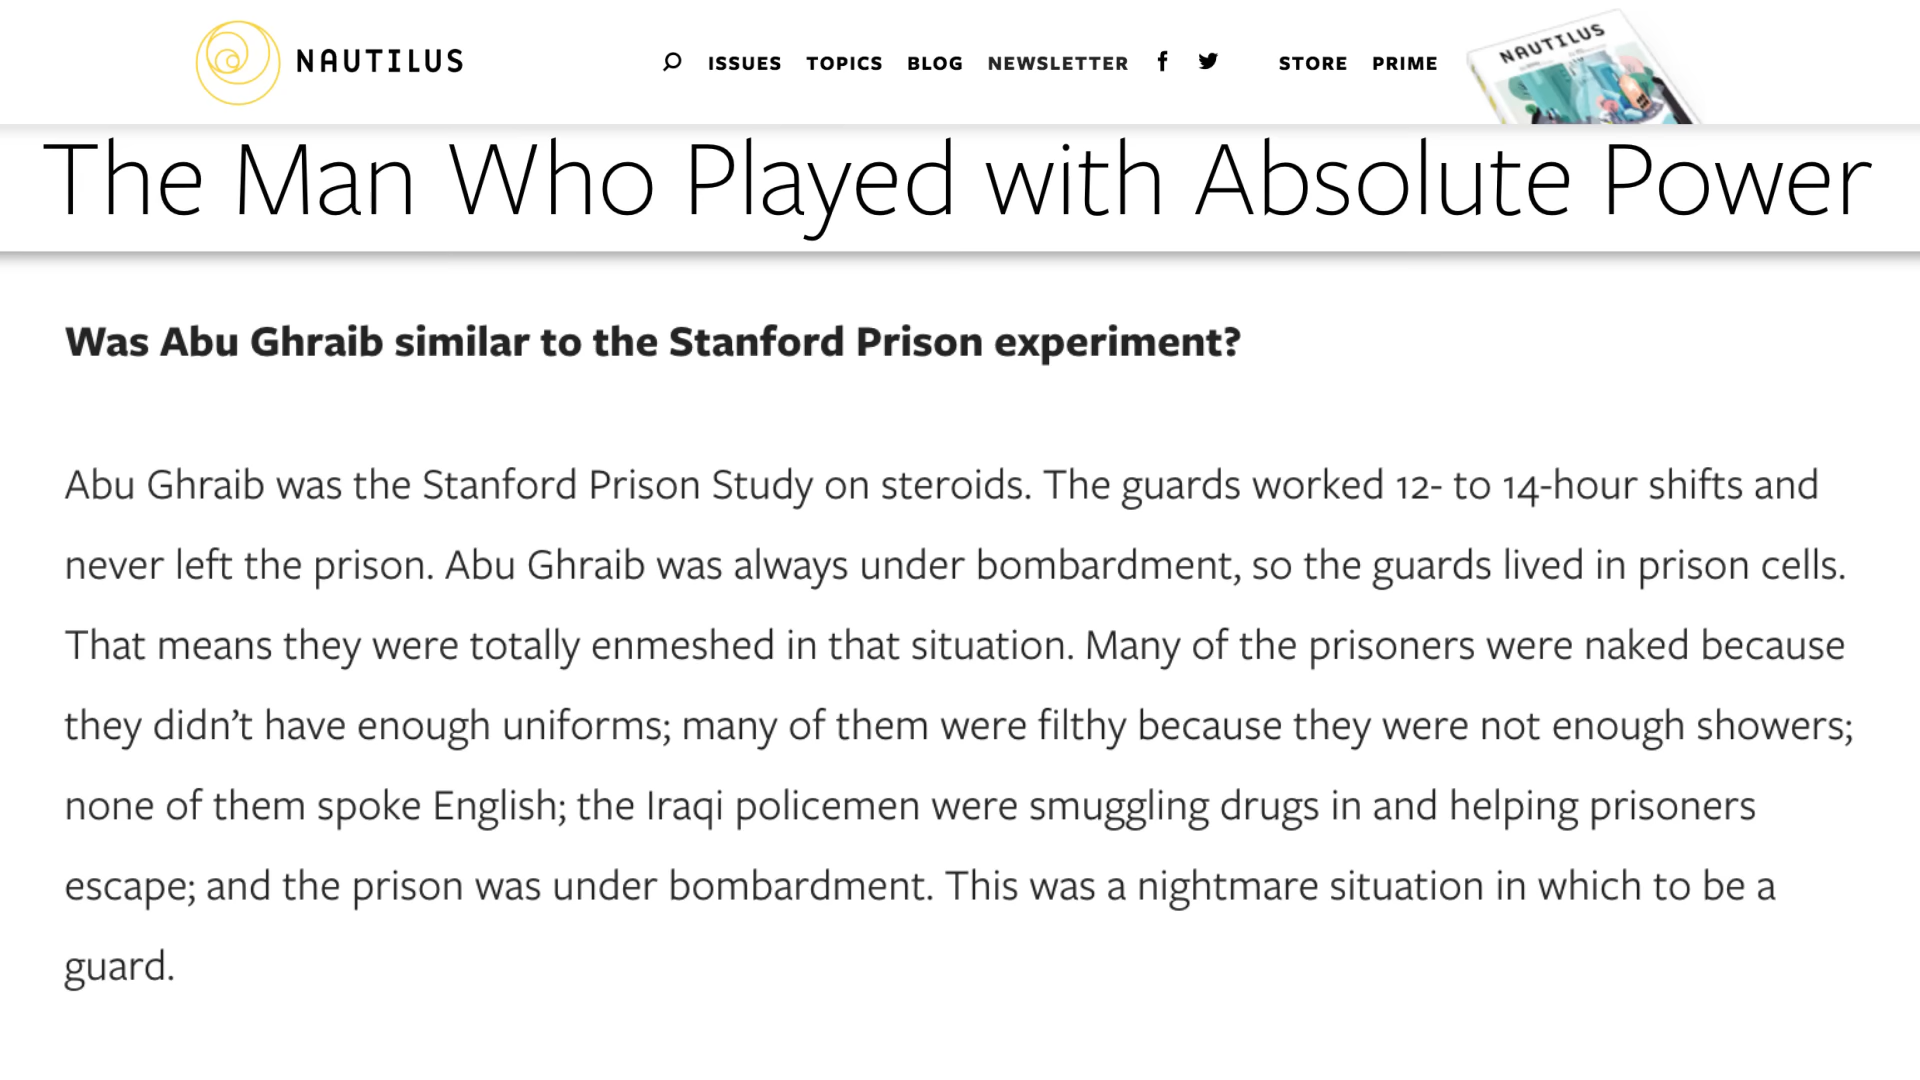 NAUTILUS
ISSUES TOPICS BLOG NEWSLETTER f STORE PRIME
NAUTILUS
The Man Who Played with Absolute Power
Was Abu Ghraib similar to the Stanford Prison experiment?
Abu Ghraib was the Stanford Prison Study on steroids. The guards worked 12- to 14-hour shifts and
never left the prison. Abu Ghraib was always under bombardment, so the guards lived in prison cells.
That means they were totally enmeshed in that situation. Many of the prisoners were naked because
they didn’t have enough uniforms; many of them were filthy because they were not enough showers;
none of them spoke English; the Iraqi policemen were smuggling drugs in and helping prisoners
escape; and the prison was under bombardment. This was a nightmare situation in which to be a
guard.